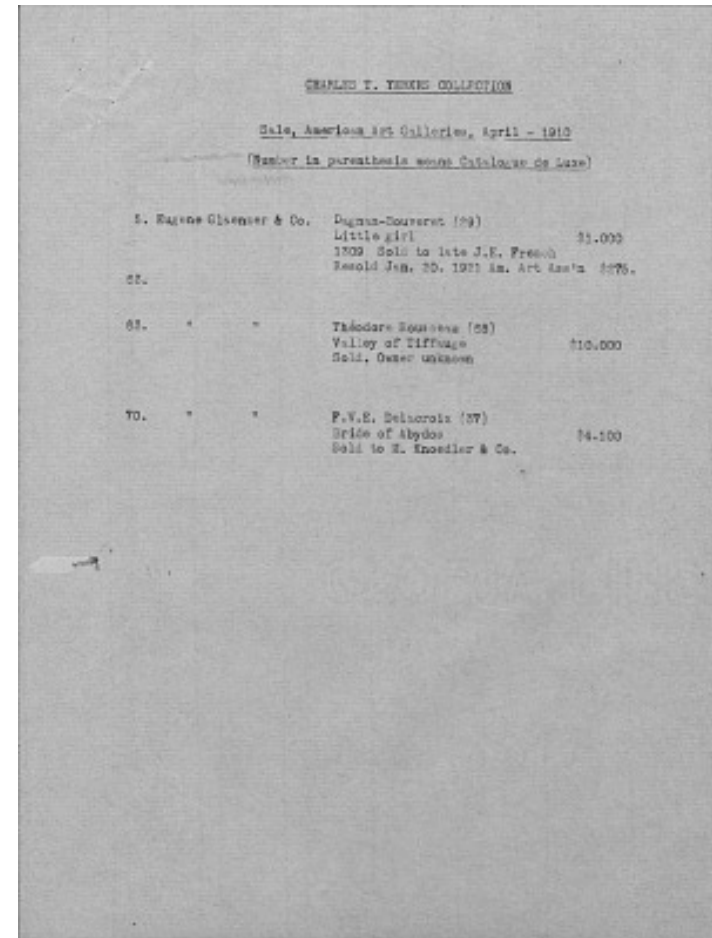 CHARLES T. YERKES COLLECTION
Sale, American Art Galleries, April - 1910
(Number in parenthesis means Catalogue de Luxe)
5. Eugene Glaenzer & Co. Dagnan-Bouveret (29)
Little girl $1.000
1909 Sold to late J.E. French
Resold Jan. 20. 1921 Am. Art Ass'n $275.
63. " " Théodore Rousseau (68)
Valley of Tiffauge $10.000
Sold. Owner unknown
70. " " F.V.E. Delacroix (37)
Bride of Abydos $4.100
Sold to M. Knoedler & Co.